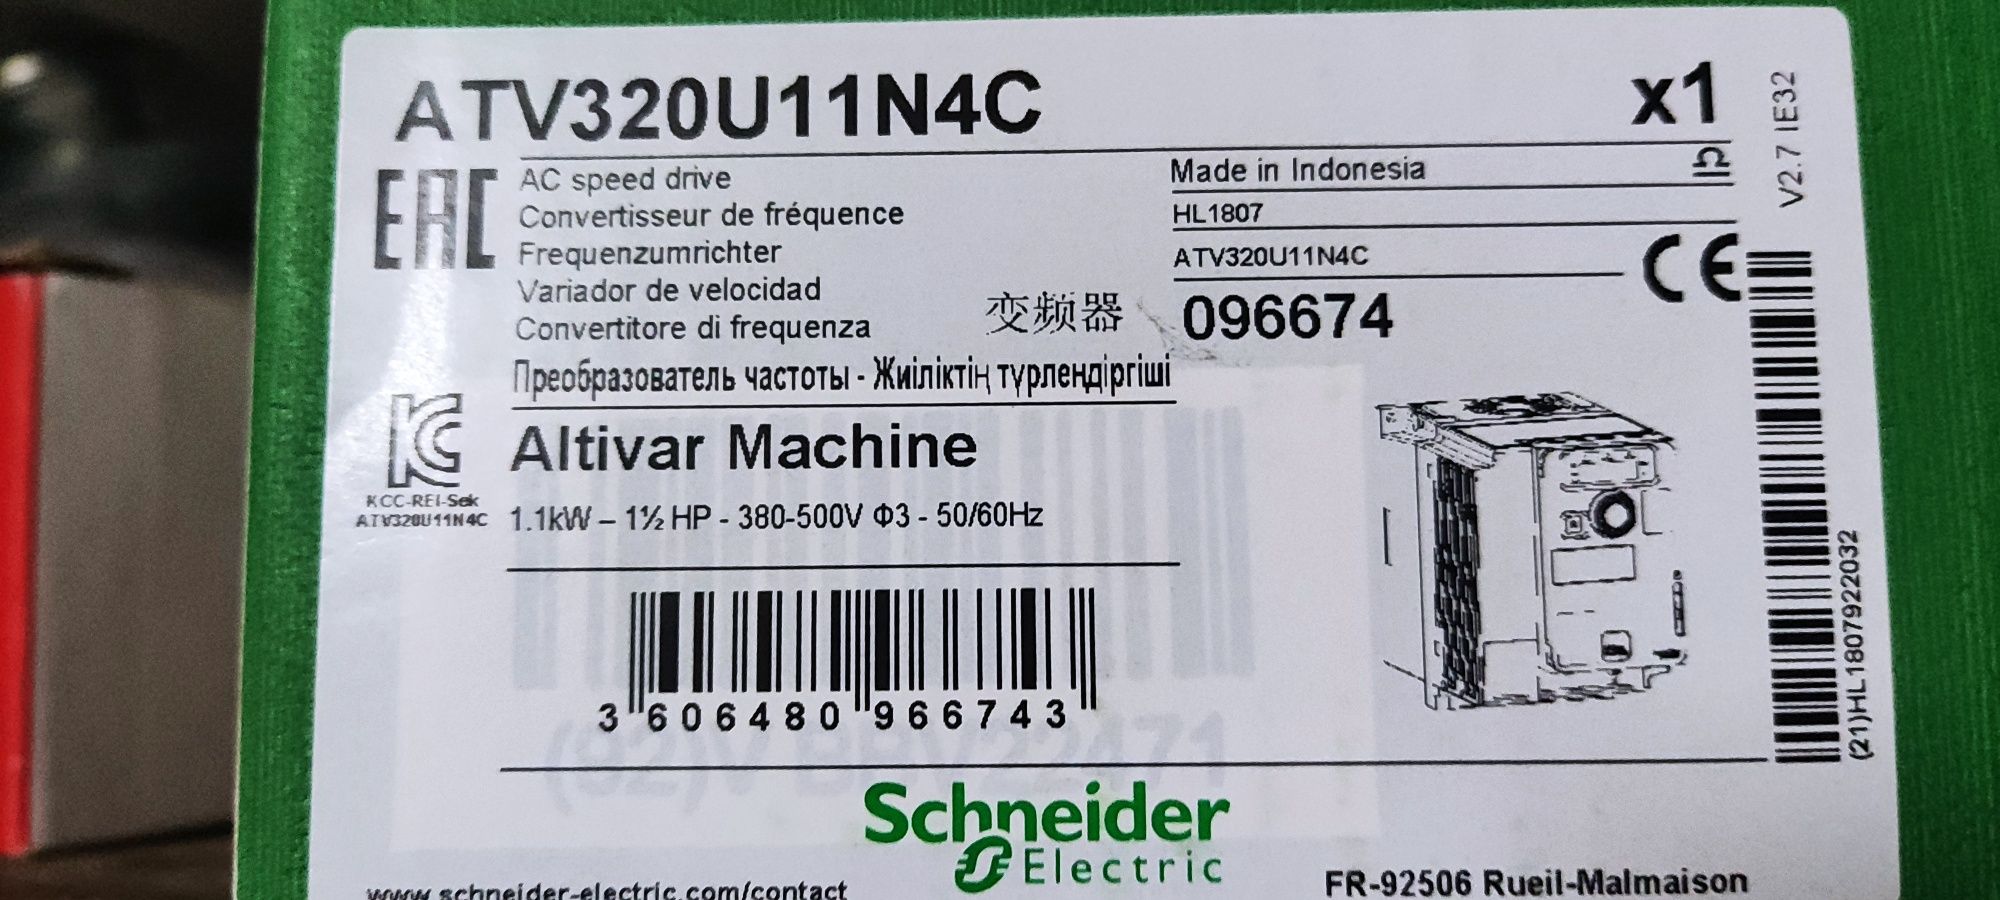 ATV320U11N4C
x1
V2.7 IE32
EAC
AC speed drive
Convertisseur de fréquence
Frequenzumrichter
Variador de velocidad
Convertitore di frequenza
变频器
Преобразователь частоты - Жиіліктің түрлендіргіші
Made in Indonesia
HL1807
ATV320U11N4C
096674
CE
KCC-REI-Sek
ATV320U11N4C
Altivar Machine
1.1kW – 1½ HP - 380-500V Φ3 - 50/60Hz
3 606480 966743
(21)HL1807922032
Schneider
Electric
www.schneider-electric.com/contact
FR-92506 Rueil-Malmaison